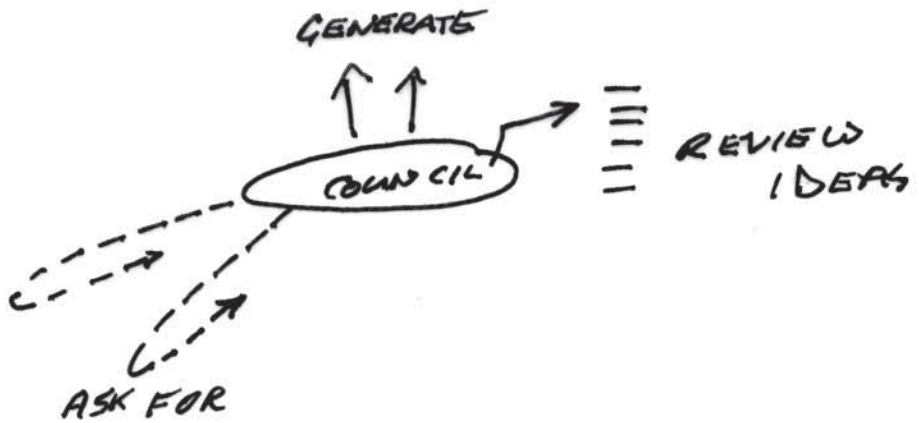 GENERATE
COUNCIL
REVIEW
IDEAS
ASK FOR